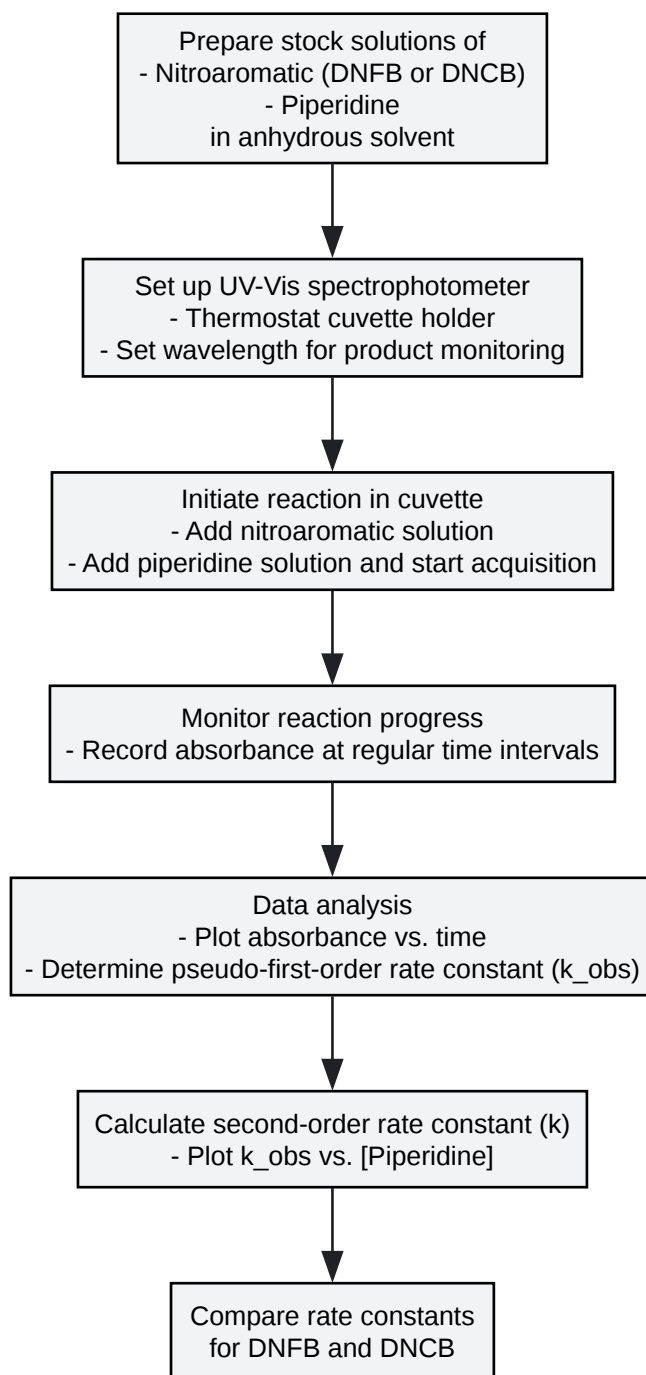 Prepare stock solutions of
- Nitroaromatic (DNFB or DNCB)
- Piperidine
in anhydrous solvent
Set up UV-Vis spectrophotometer
- Thermostat cuvette holder
- Set wavelength for product monitoring
Initiate reaction in cuvette
- Add nitroaromatic solution
- Add piperidine solution and start acquisition
Monitor reaction progress
- Record absorbance at regular time intervals
Data analysis
- Plot absorbance vs. time
- Determine pseudo-first-order rate constant (k_obs)
Calculate second-order rate constant (k)
- Plot k_obs vs. [Piperidine]
Compare rate constants
for DNFB and DNCB